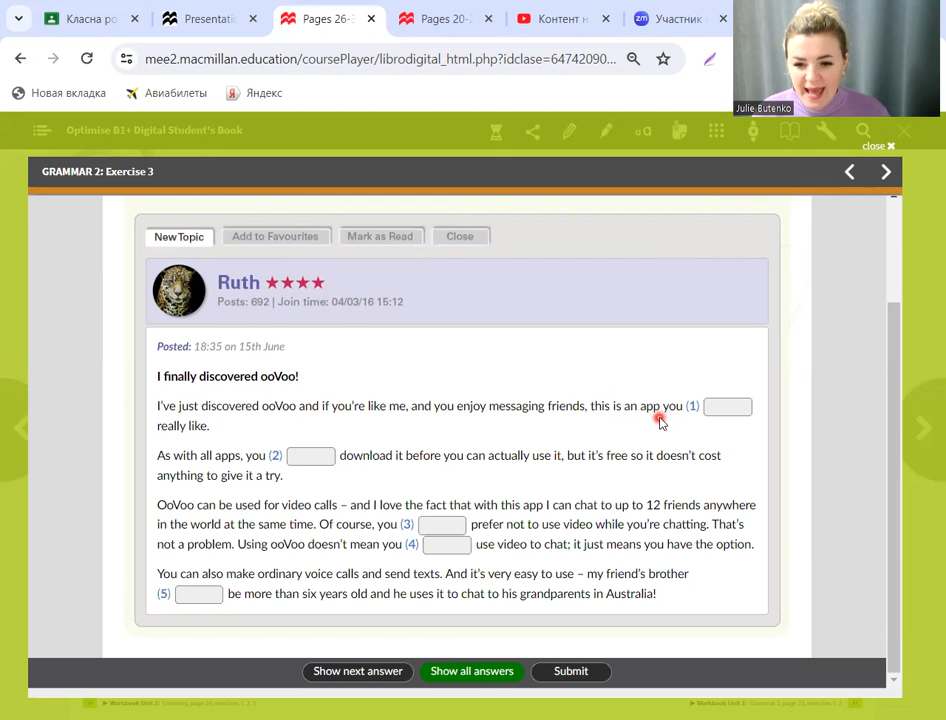 Класна ро
Presentatio
Pages 26-3
Pages 20-2
Контент н
Участник
mee2.macmillan.education/coursePlayer/librodigital_html.php?idclase=64742090...
Новая вкладка
Авиабилеты
Яндекс
Julie Butenko
Optimise B1+ Digital Student's Book
close ✖
GRAMMAR 2: Exercise 3
New Topic
Add to Favourites
Mark as Read
Close
Ruth ★★★★
Posts: 692 | Join time: 04/03/16 15:12
Posted: 18:35 on 15th June
I finally discovered ooVoo!
I've just discovered ooVoo and if you're like me, and you enjoy messaging friends, this is an app you (1)
really like.
As with all apps, you (2) download it before you can actually use it, but it's free so it doesn't cost
anything to give it a try.
OoVoo can be used for video calls – and I love the fact that with this app I can chat to up to 12 friends anywhere
in the world at the same time. Of course, you (3) prefer not to use video while you're chatting. That's
not a problem. Using ooVoo doesn't mean you (4) use video to chat; it just means you have the option.
You can also make ordinary voice calls and send texts. And it's very easy to use – my friend's brother
(5) be more than six years old and he uses it to chat to his grandparents in Australia!
Show next answer
Show all answers
Submit